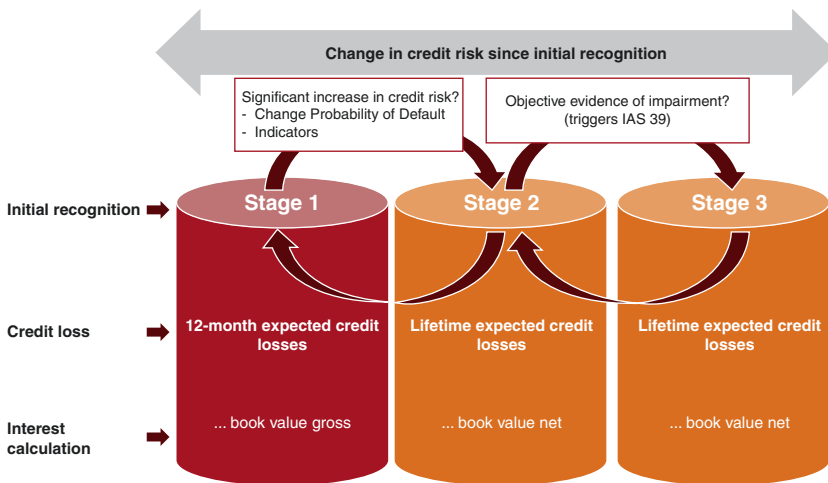 Change in credit risk since initial recognition
Significant increase in credit risk?
- Change Probability of Default
- Indicators
Objective evidence of impairment?
(triggers IAS 39)
Initial recognition
Stage 1
Stage 2
Stage 3
Credit loss
12-month expected credit
losses
Lifetime expected credit
losses
Lifetime expected credit
losses
Interest
calculation
... book value gross
... book value net
... book value net